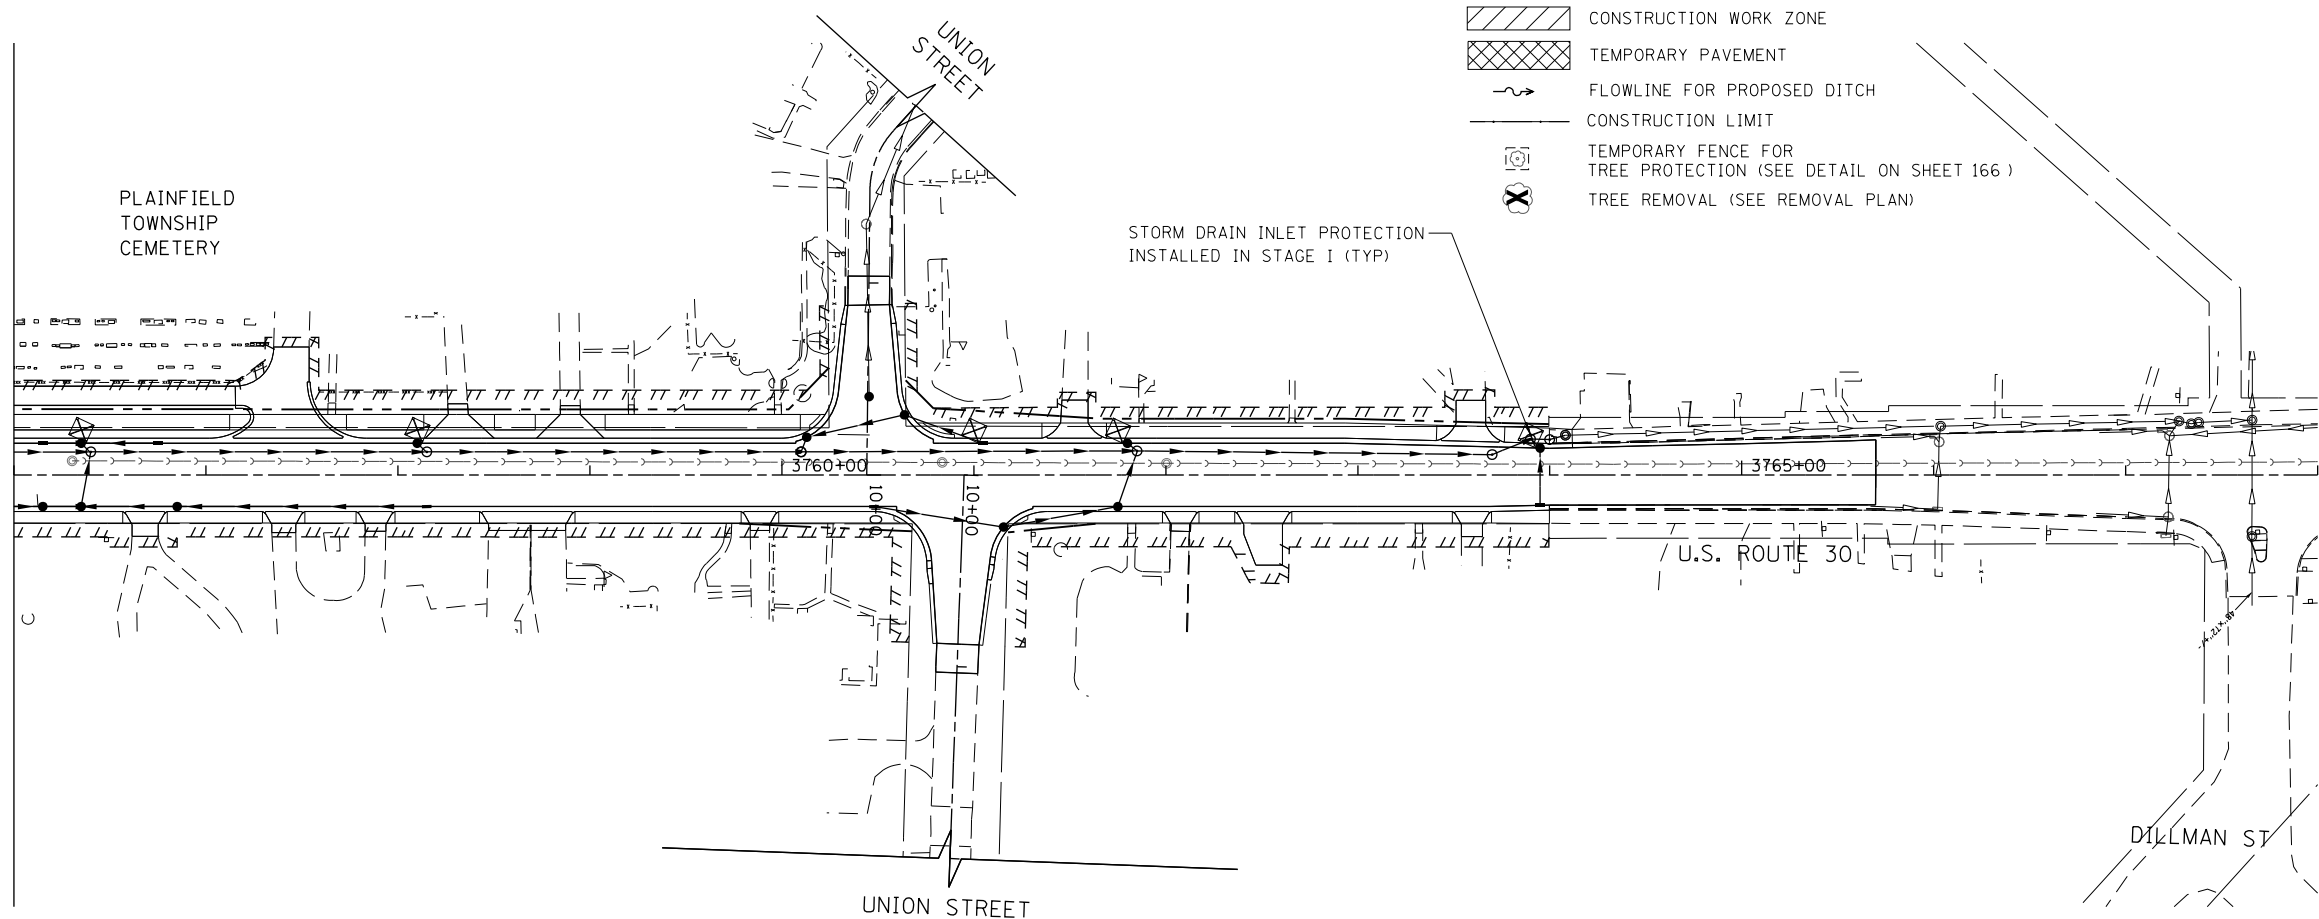 CONSTRUCTION WORK ZONE
TEMPORARY PAVEMENT
FLOWLINE FOR PROPOSED DITCH
CONSTRUCTION LIMIT
TEMPORARY FENCE FOR
TREE PROTECTION (SEE DETAIL ON SHEET 166 )
TREE REMOVAL (SEE REMOVAL PLAN)
UNION
STREET
PLAINFIELD
TOWNSHIP
CEMETERY
STORM DRAIN INLET PROTECTION
INSTALLED IN STAGE I (TYP)
3760+00
3765+00
10+00
10+00
U.S. ROUTE 30
DILLMAN ST
UNION STREET